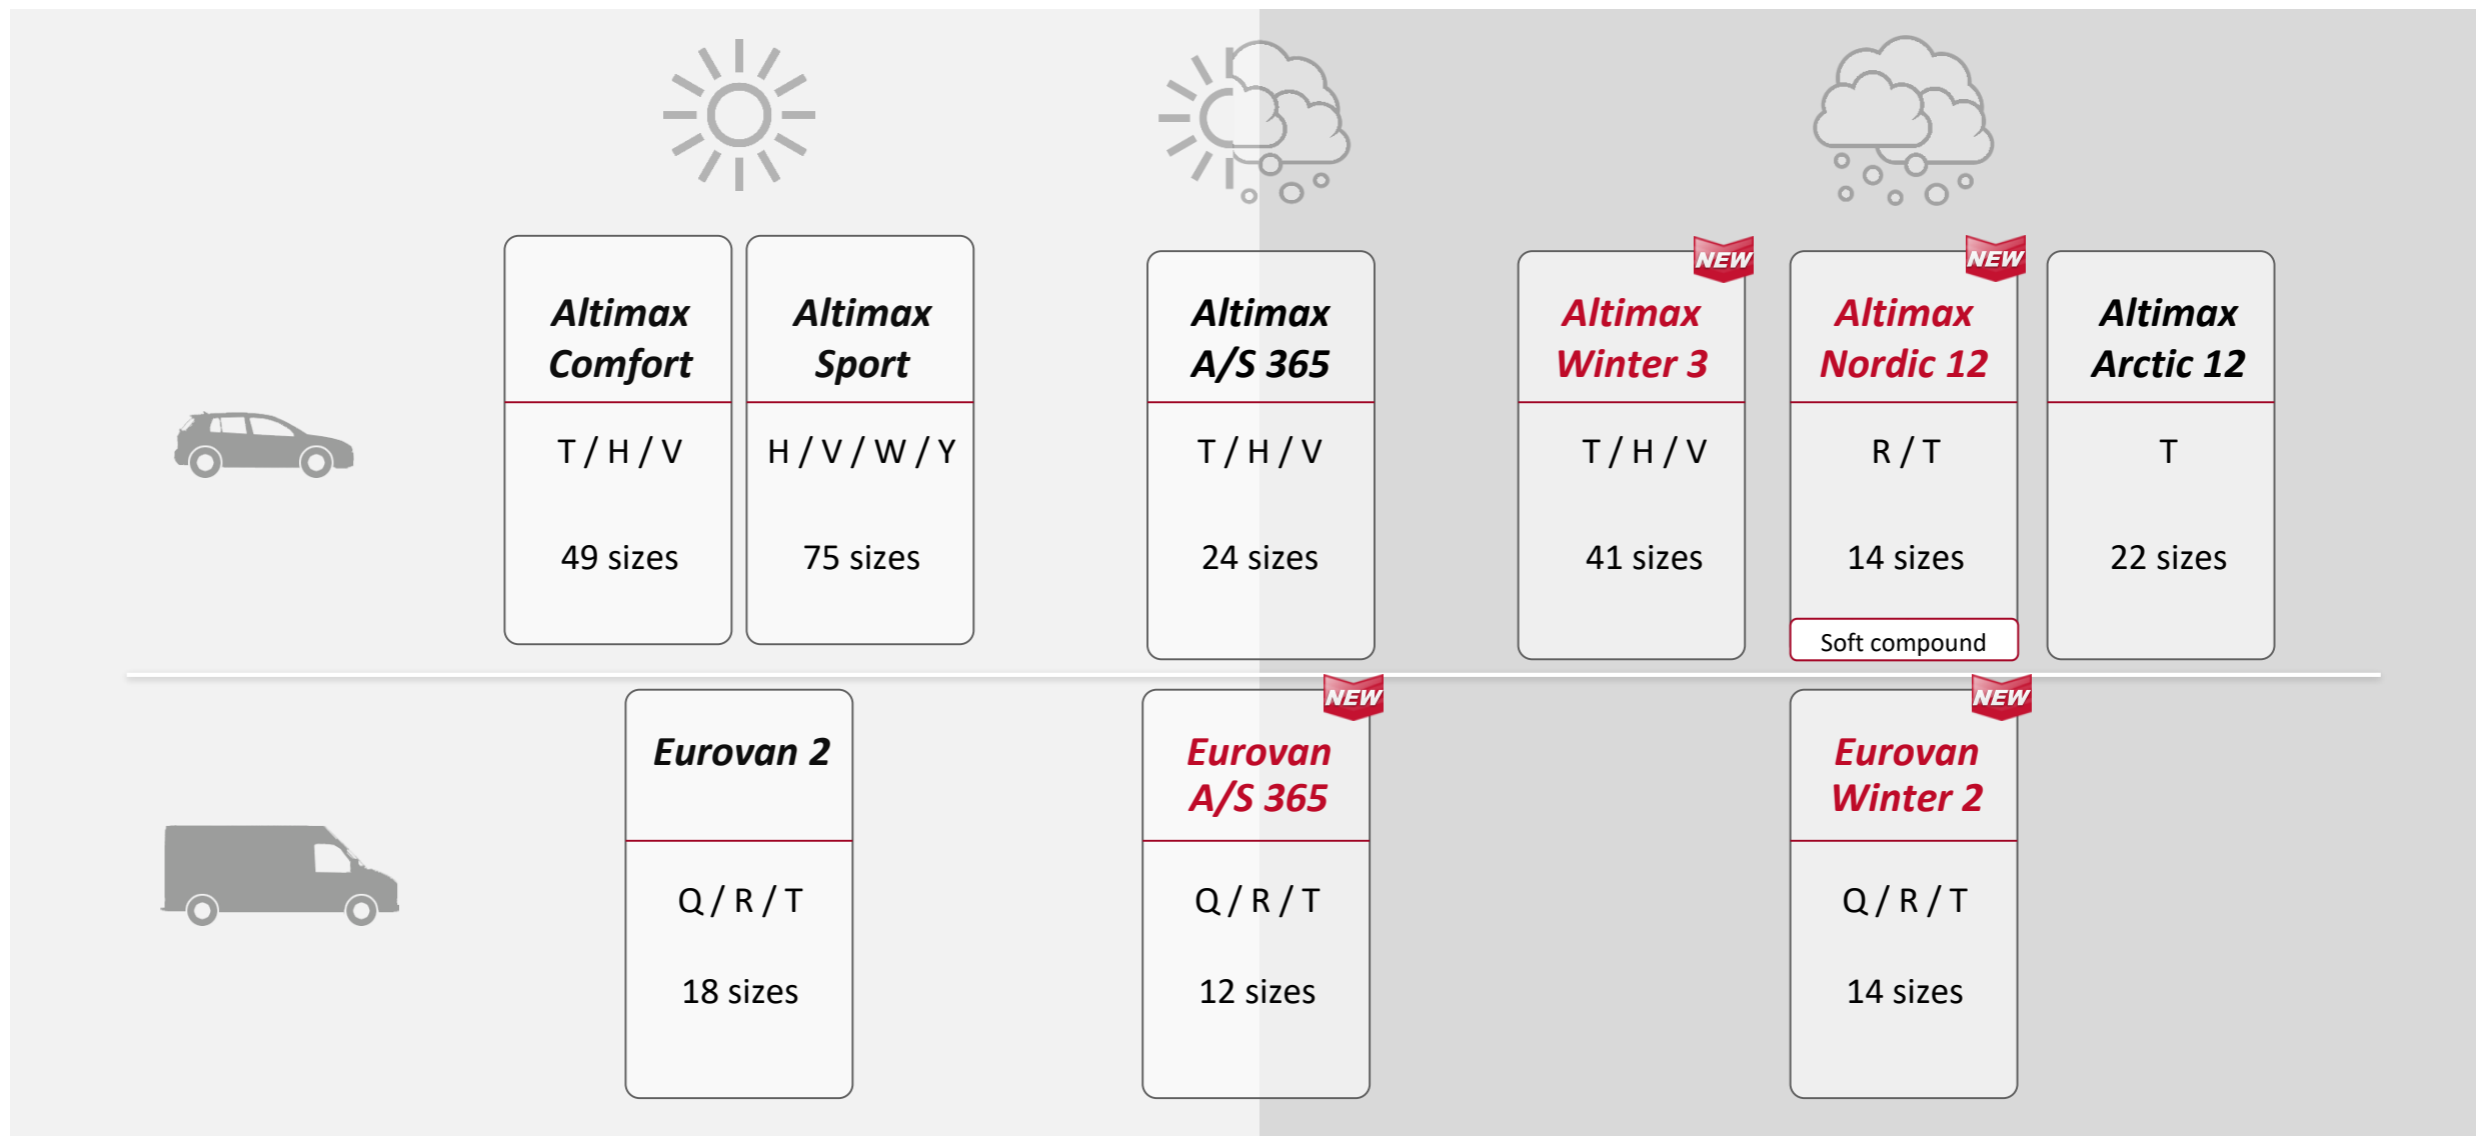 Altimax
Comfort
T / H / V
49 sizes
Altimax
Sport
H / V / W / Y
75 sizes
Altimax
A/S 365
T / H / V
24 sizes
NEW
Altimax
Winter 3
T / H / V
41 sizes
NEW
Altimax
Nordic 12
R / T
14 sizes
Soft compound
Altimax
Arctic 12
T
22 sizes
Eurovan 2
Q / R / T
18 sizes
NEW
Eurovan
A/S 365
Q / R / T
12 sizes
NEW
Eurovan
Winter 2
Q / R / T
14 sizes